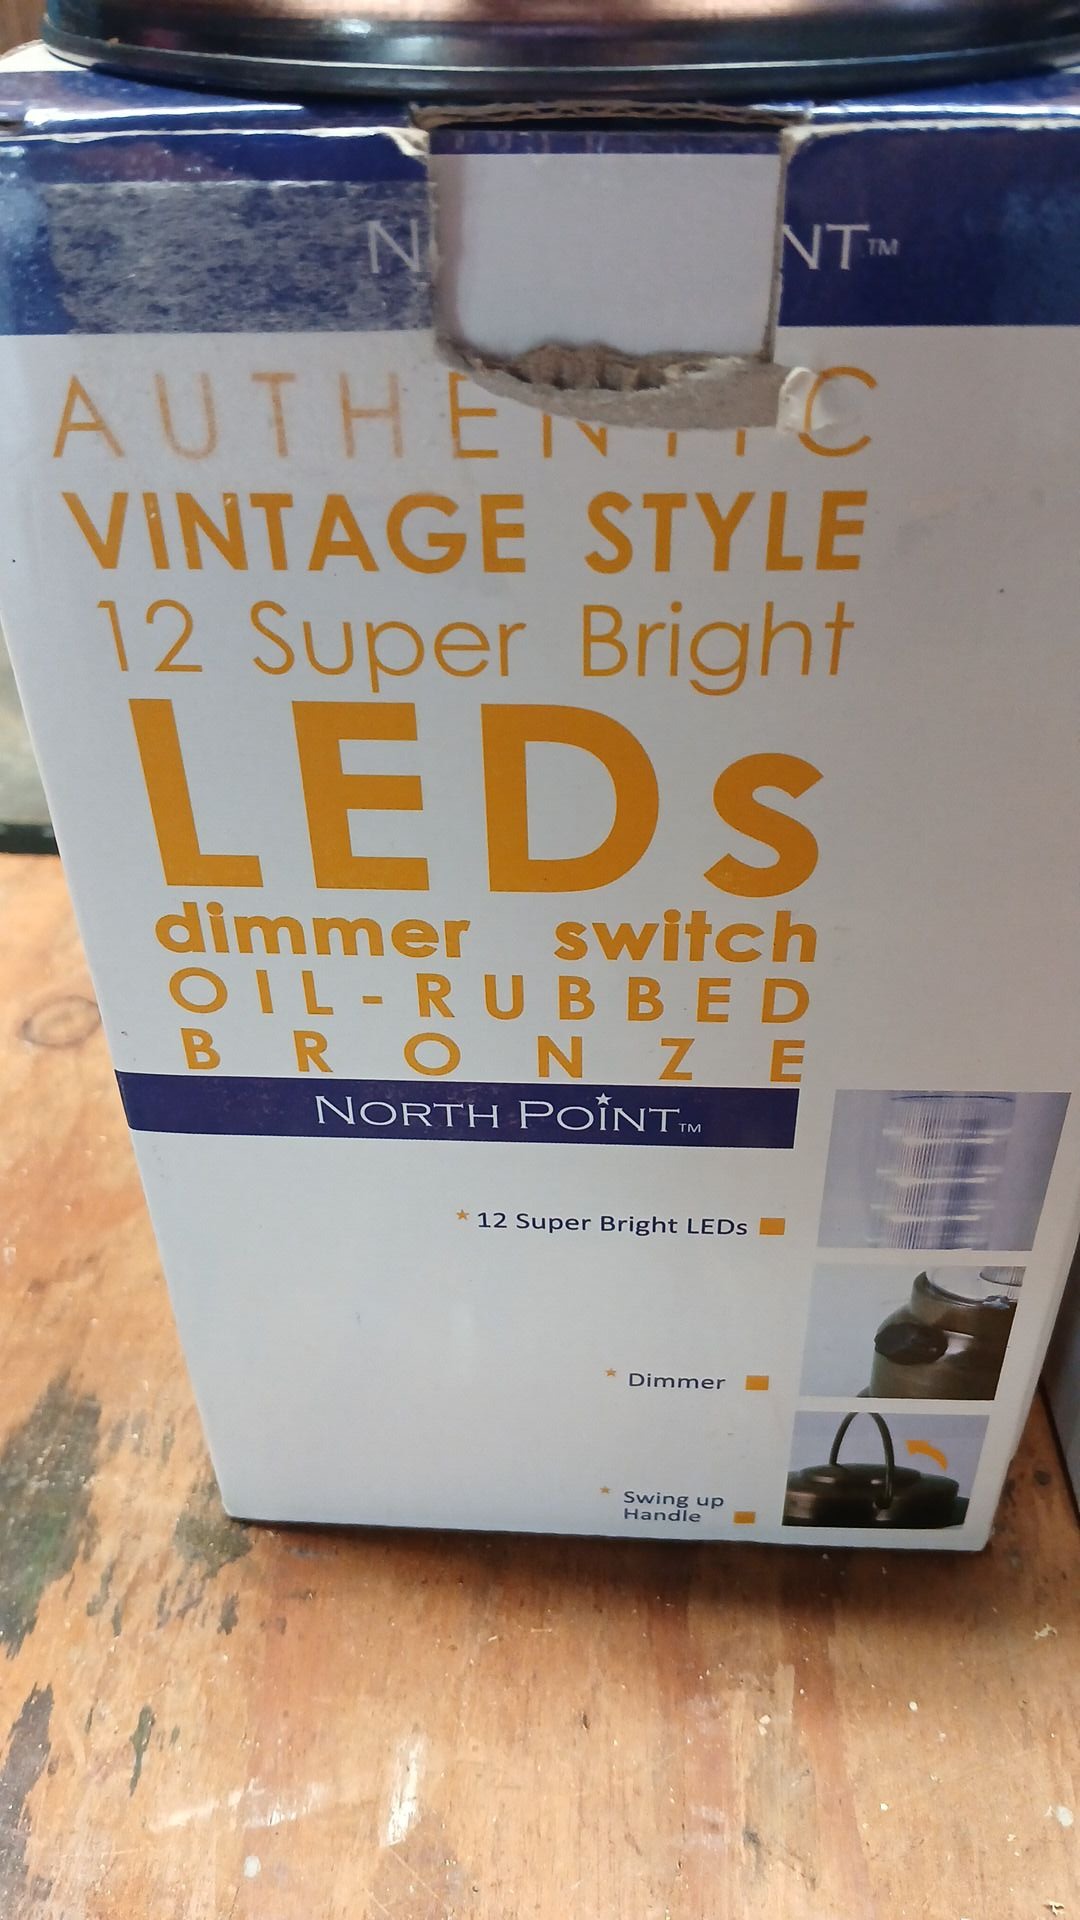 NT™
AUTHENTIC
VINTAGE STYLE
12 Super Bright
LEDs
dimmer switch
OIL-RUBBED
BRONZE
NORTH POINT™
* 12 Super Bright LEDs
* Dimmer
* Swing up
Handle